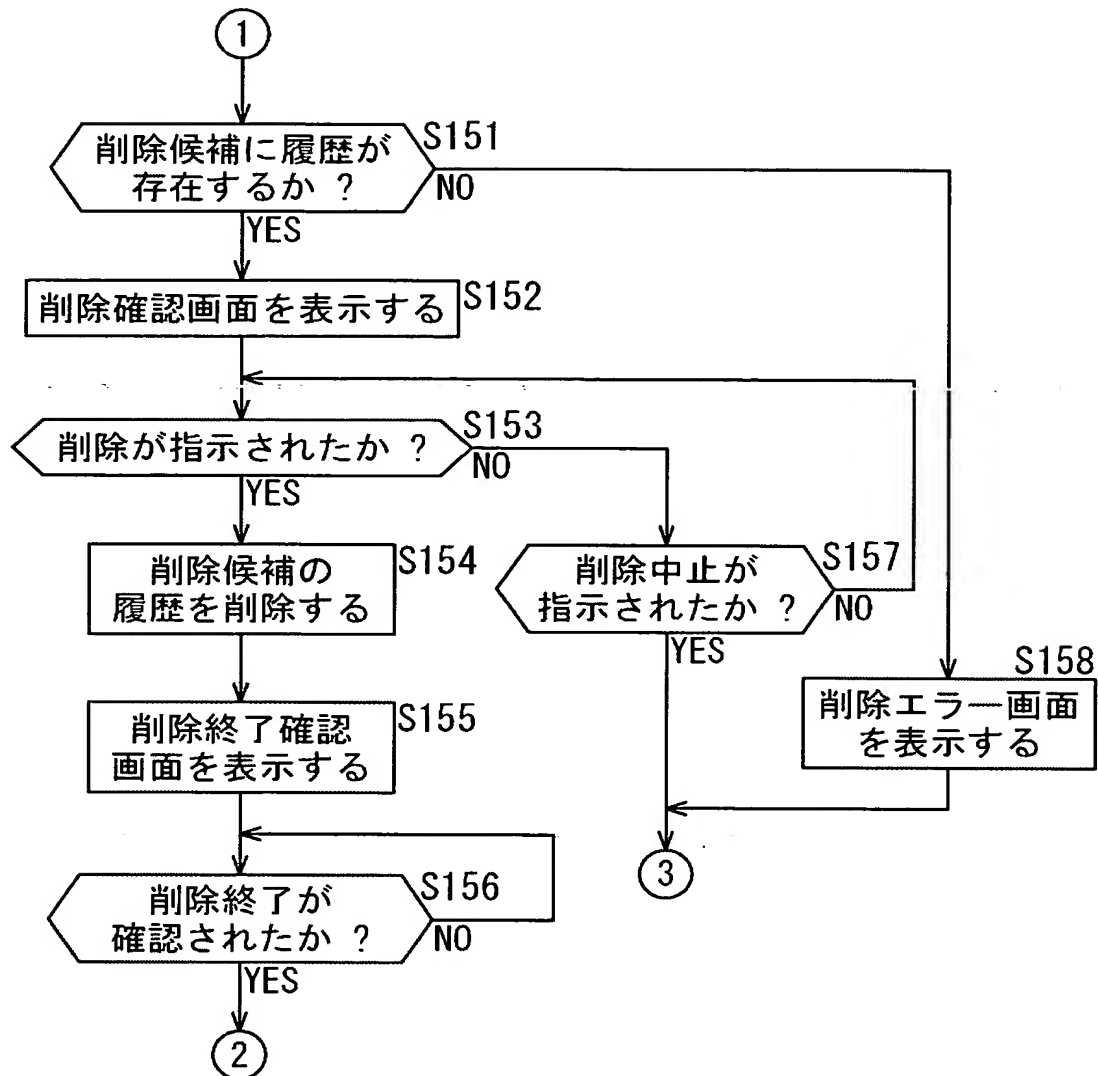 1
削除候補に履歴が
存在するか ?
S151
NO
YES
削除確認画面を表示する
S152
削除が指示されたか ?
S153
NO
YES
削除候補の
履歴を削除する
S154
削除中止が
指示されたか ?
S157
NO
YES
削除終了確認
画面を表示する
S155
S158
削除エラー画面
を表示する
削除終了が
確認されたか ?
S156
NO
YES
3
2